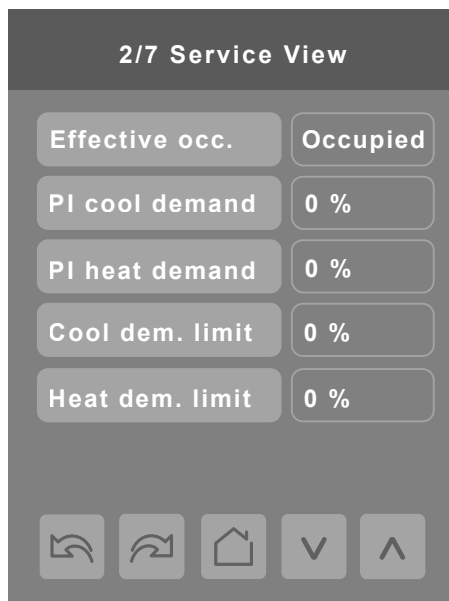 2/7 Service View
Effective occ. Occupied
PI cool demand 0 %
PI heat demand 0 %
Cool dem. limit 0 %
Heat dem. limit 0 %